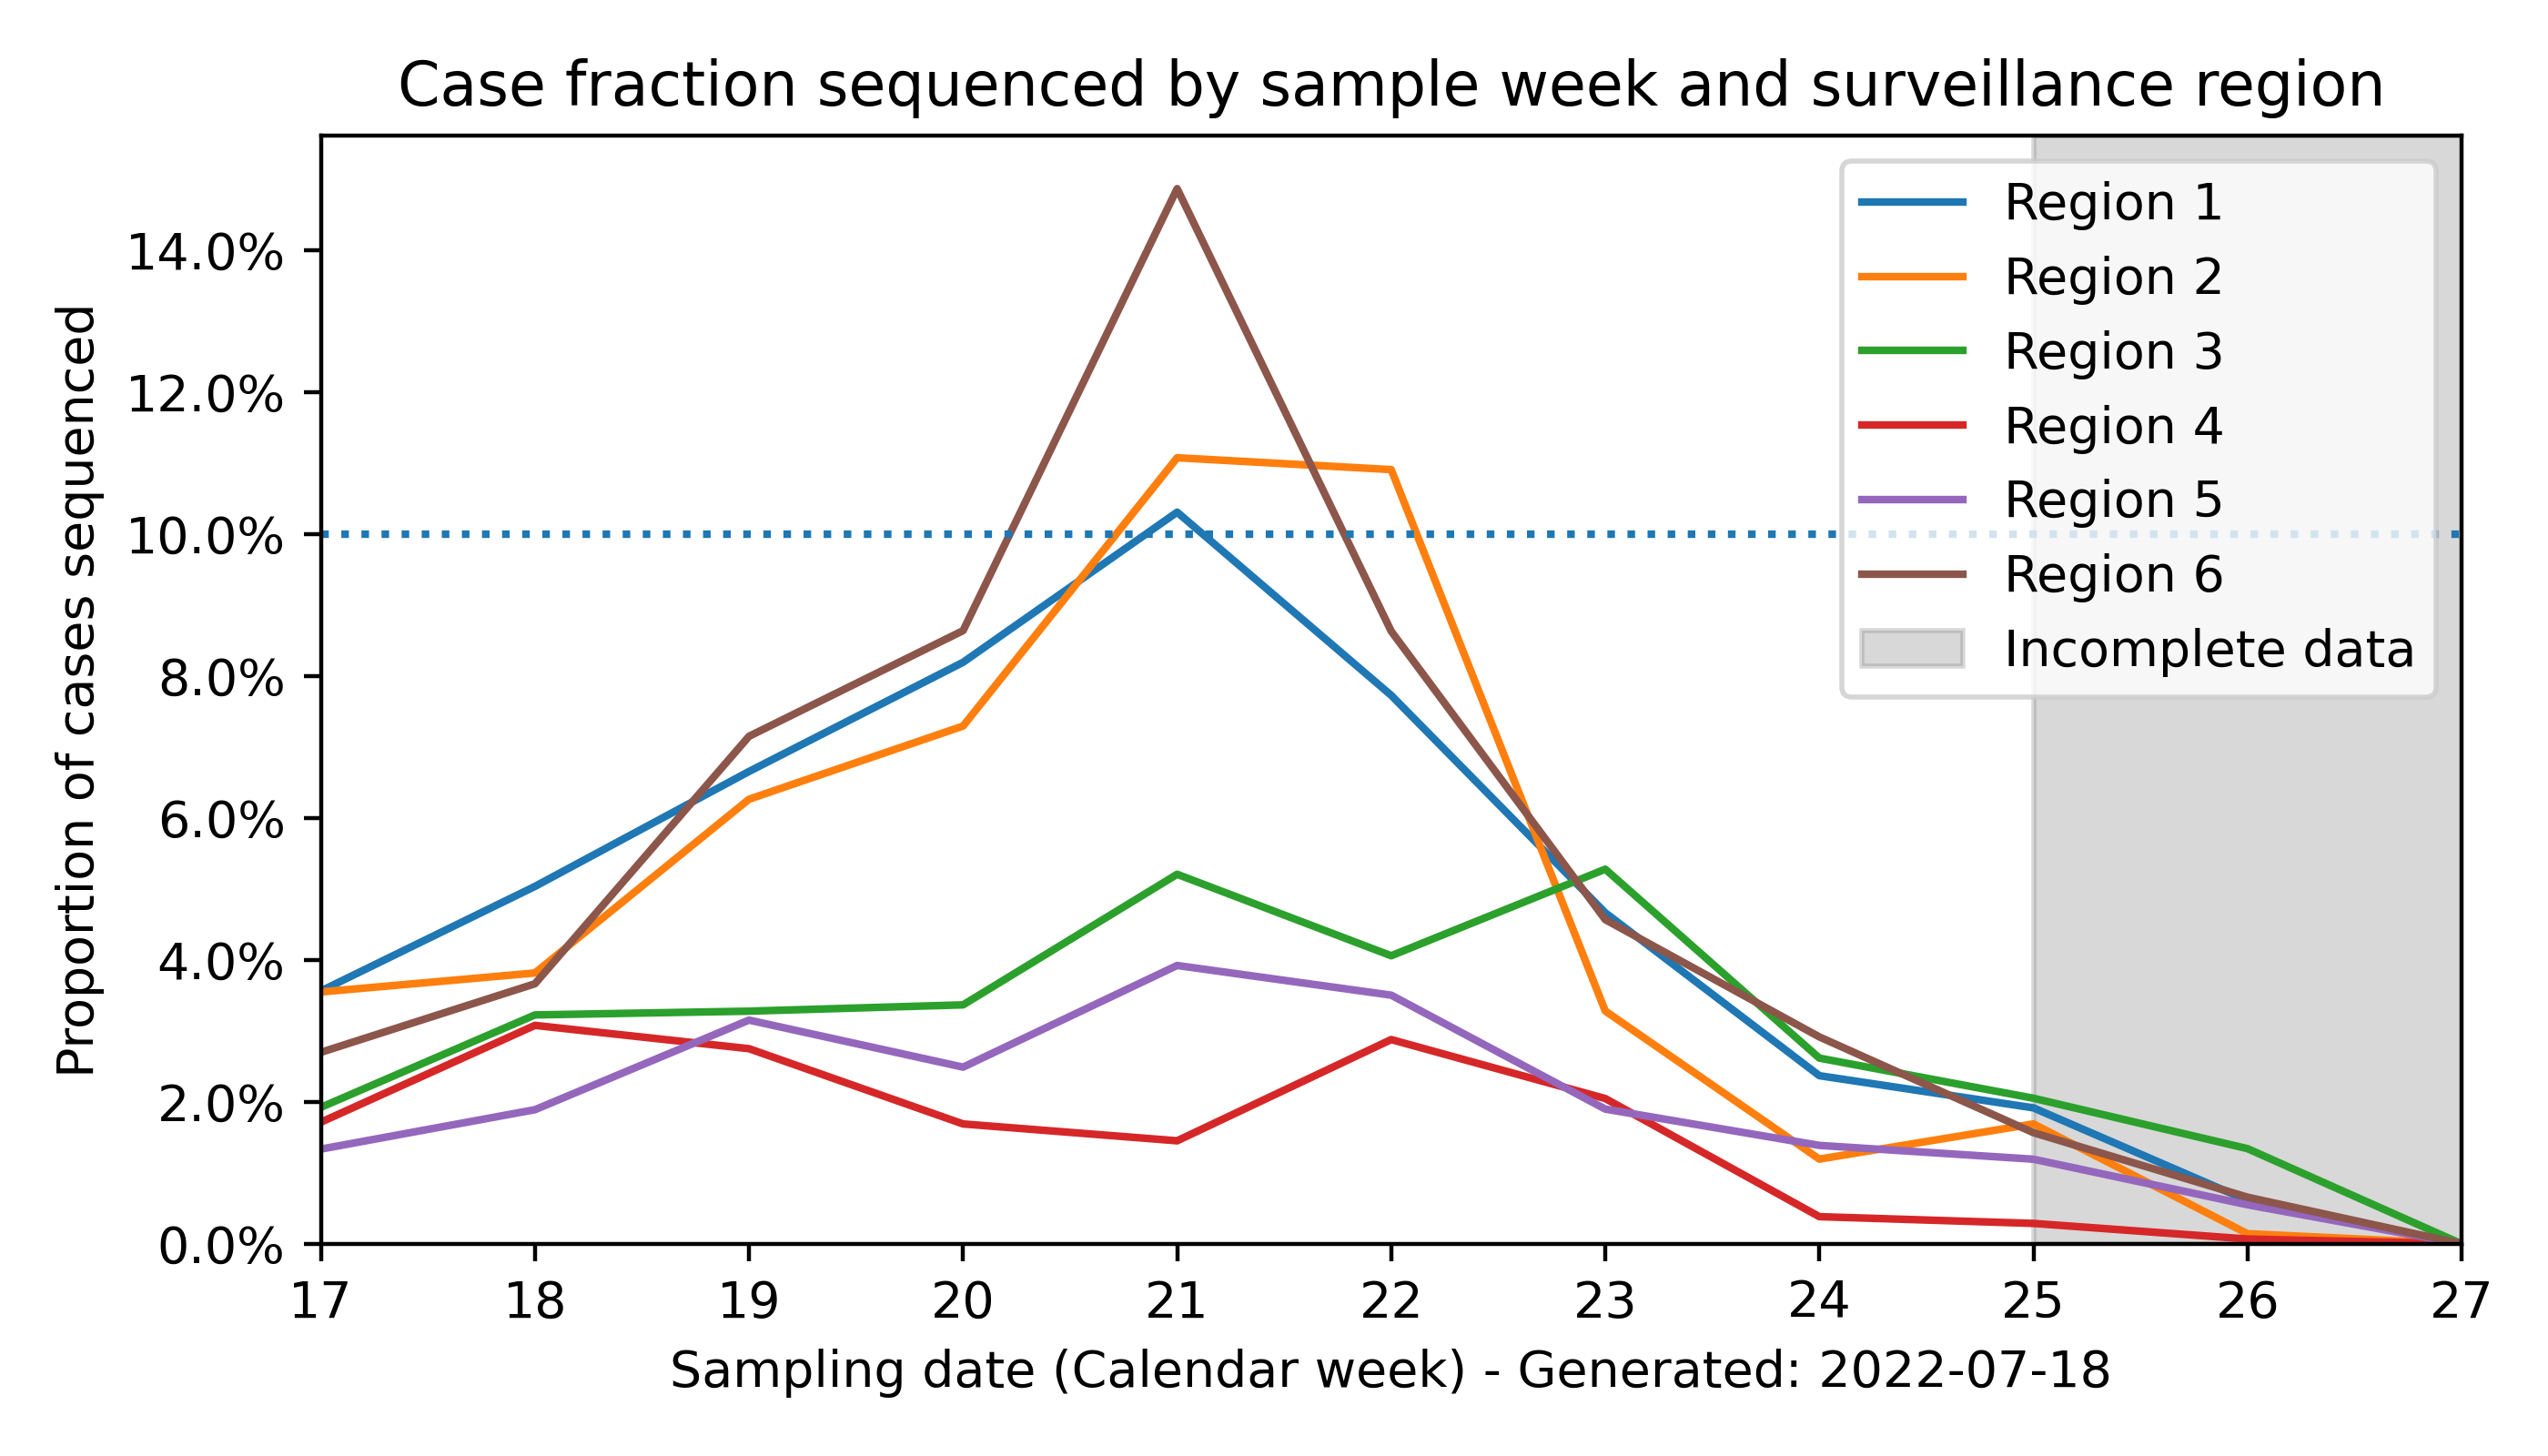 Case fraction sequenced by sample week and surveillance region
Proportion of cases sequenced
14.0%
12.0%
10.0%
8.0%
6.0%
4.0%
2.0%
0.0%
Region 1
Region 2
Region 3
Region 4
Region 5
Region 6
Incomplete data
17 18 19 20 21 22 23 24 25 26 27
Sampling date (Calendar week) - Generated: 2022-07-18